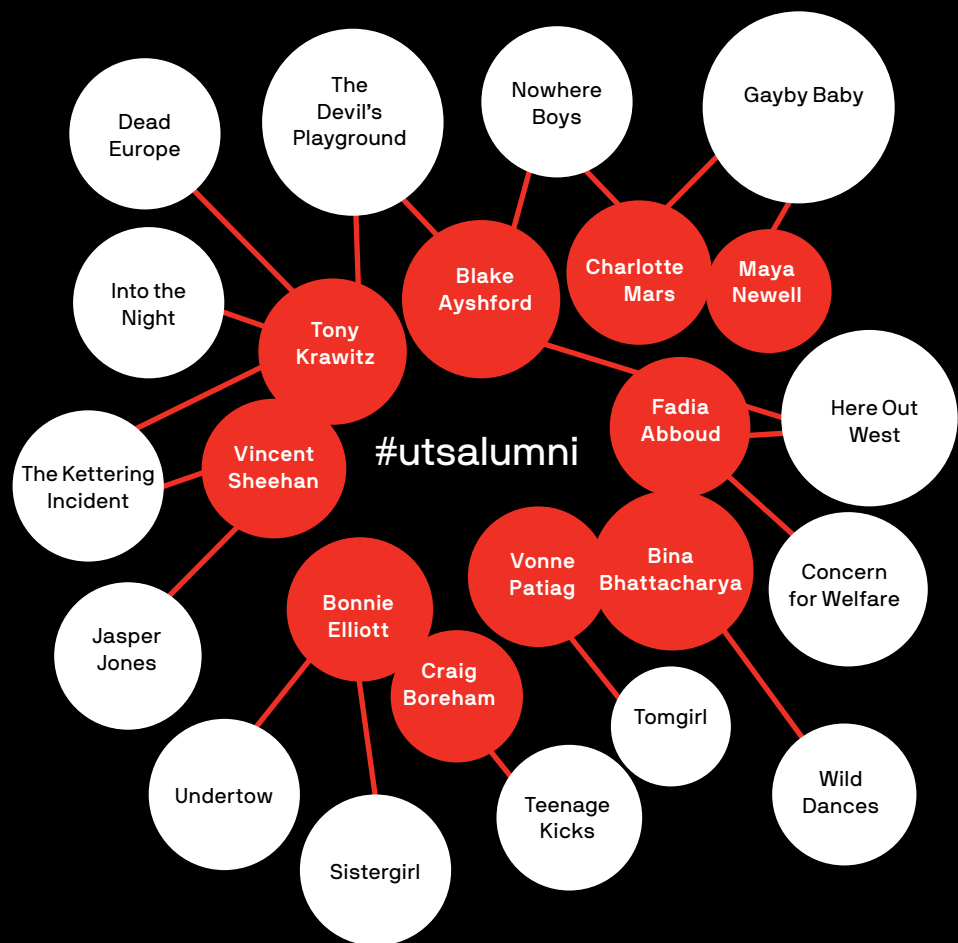 The
Devil's
Playground
Nowhere
Boys
Gayby Baby
Dead
Europe
Blake
Ayshford
Charlotte
Mars
Maya
Newell
Into the
Night
Tony
Krawitz
Fadia
Abboud
Here Out
West
#utsalumni
Vincent
Sheehan
The Kettering
Incident
Vonne
Patiag
Bina
Bhattacharya
Concern
for Welfare
Bonnie
Elliott
Jasper
Jones
Craig
Boreham
Tomgirl
Undertow
Teenage
Kicks
Wild
Dances
Sistergirl